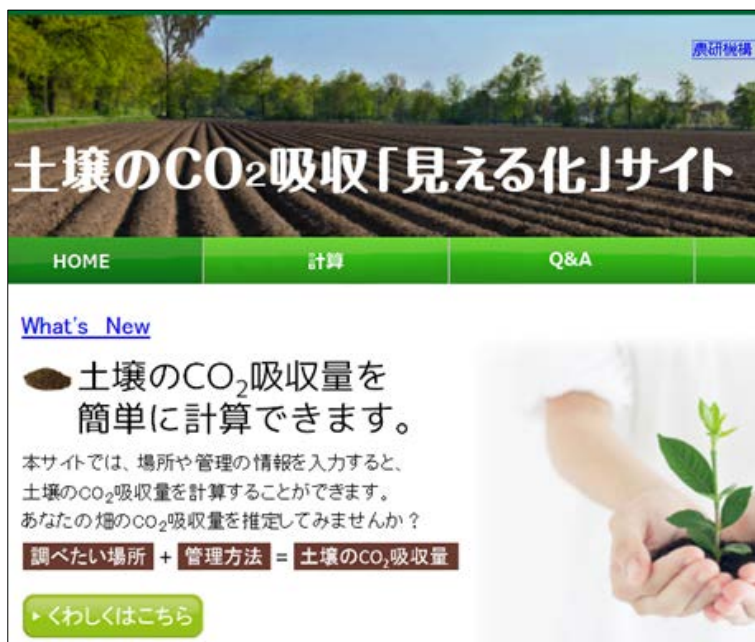 農研機構
土壌のCO₂吸収「見える化」サイト
HOME 計算 Q&A
What's New
土壌のCO₂吸収量を
簡単に計算できます。
本サイトでは、場所や管理の情報を入力すると、
土壌のCO₂吸収量を計算することができます。
あなたの畑のCO₂吸収量を推定してみませんか？
調べたい場所 + 管理方法 = 土壌のCO₂吸収量
くわしくはこちら